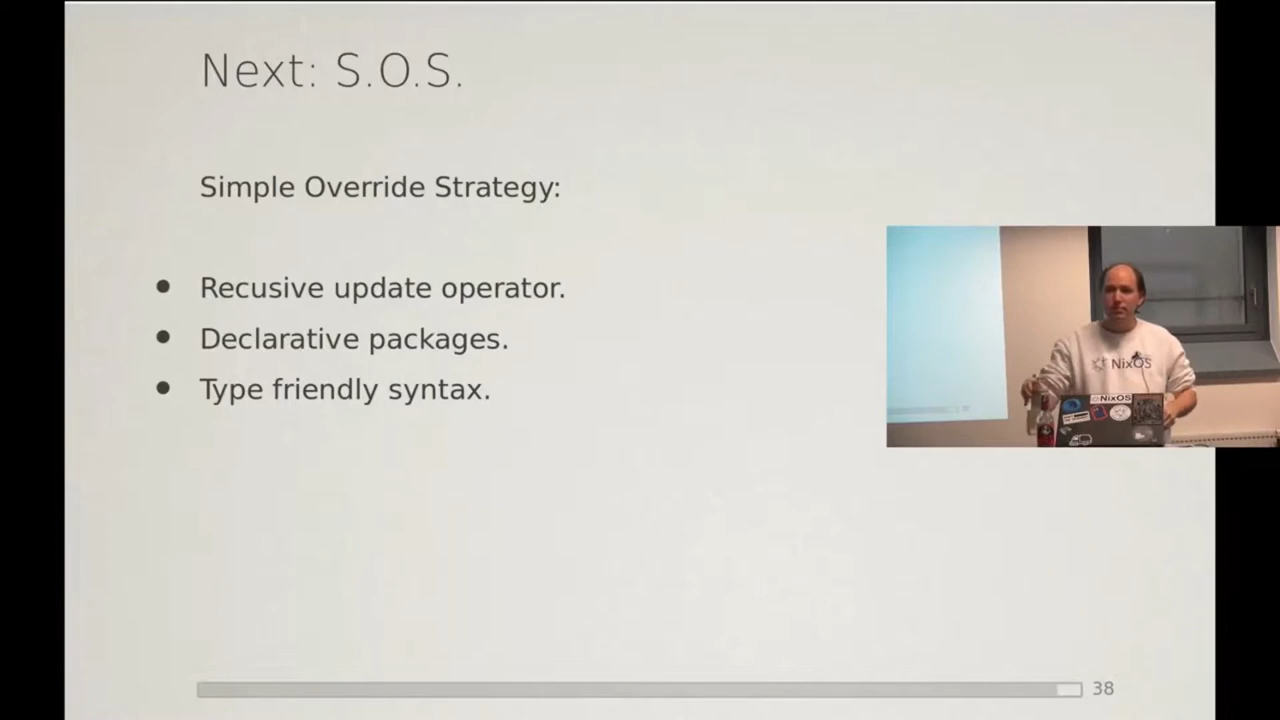 Next: S.O.S.
Simple Override Strategy:
Recusive update operator.
Declarative packages.
Type friendly syntax.
NixOS
NixOS
38